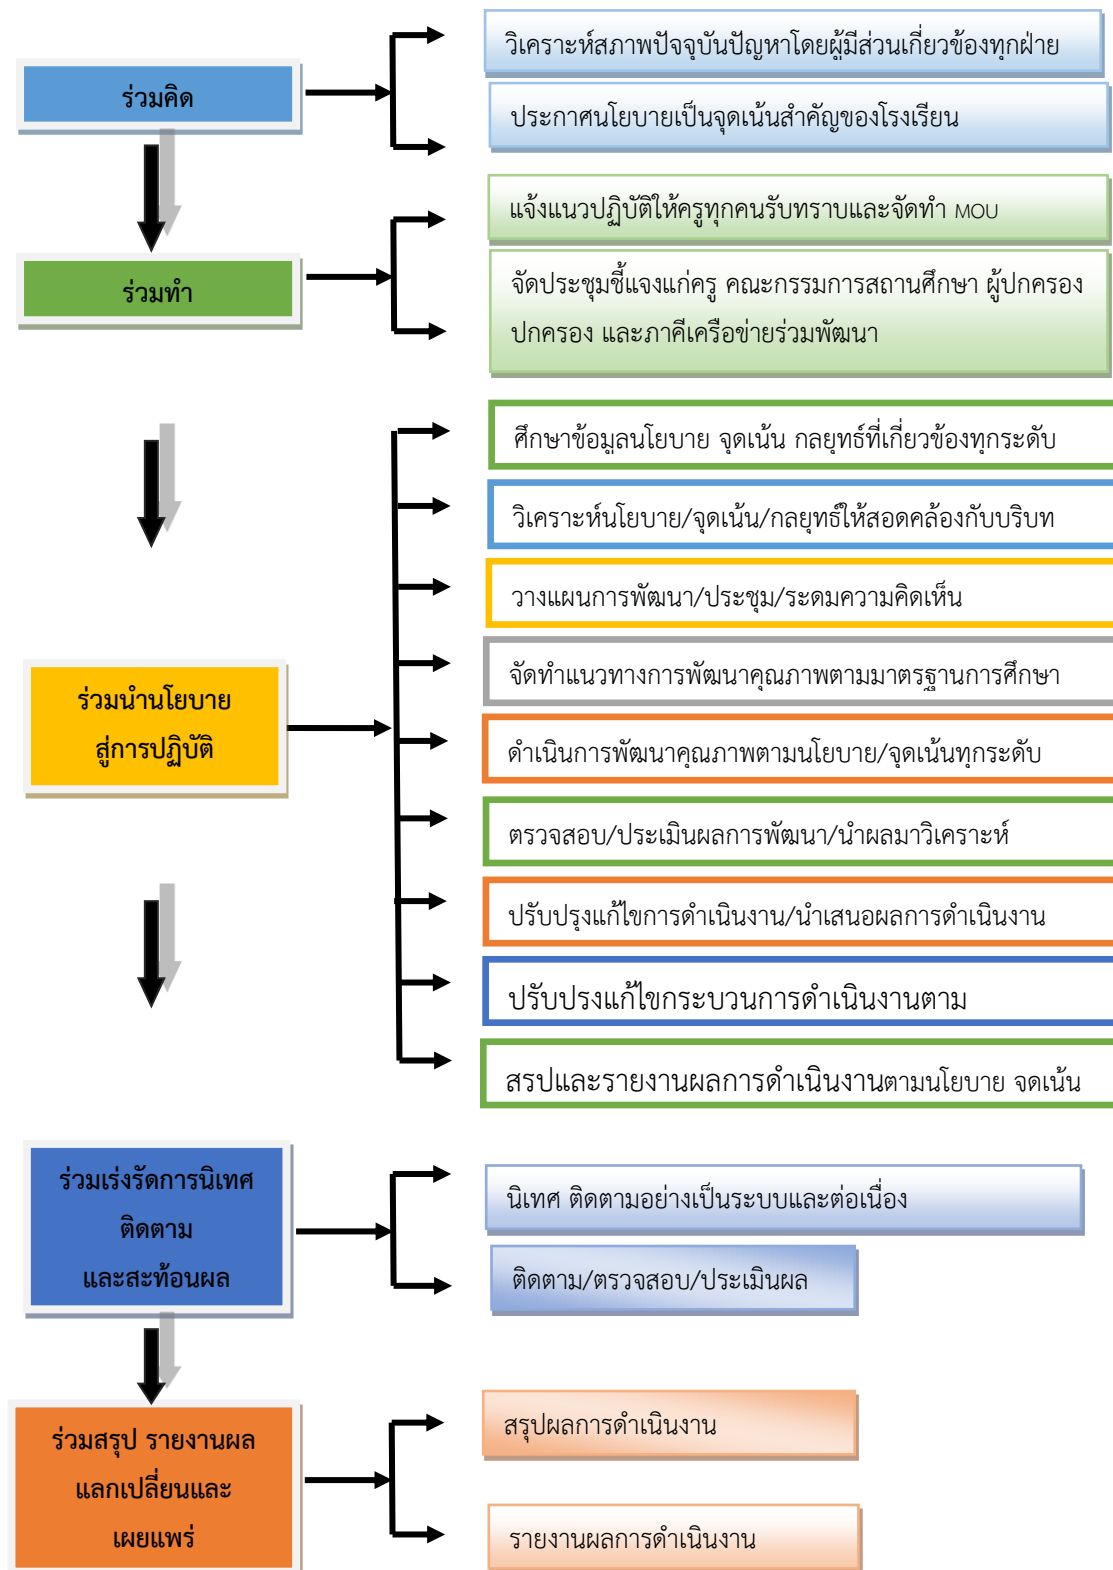 ร่วมคิด
วิเคราะห์สภาพปัจจุบันปัญหาโดยผู้มีส่วนเกี่ยวข้องทุกฝ่าย
ประกาศนโยบายเป็นจุดเน้นสำคัญของโรงเรียน
ร่วมทำ
แจ้งแนวปฏิบัติให้ครูทุกคนรับทราบและจัดทำ MOU
จัดประชุมชี้แจงแก่ครู คณะกรรมการสถานศึกษา ผู้ปกครอง
ปกครอง และภาคีเครือข่ายร่วมพัฒนา
ร่วมนำนโยบาย
สู่การปฏิบัติ
ศึกษาข้อมูลนโยบาย จุดเน้น กลยุทธ์ที่เกี่ยวข้องทุกระดับ
วิเคราะห์นโยบาย/จุดเน้น/กลยุทธ์ให้สอดคล้องกับบริบท
วางแผนการพัฒนา/ประชุม/ระดมความคิดเห็น
จัดทำแนวทางการพัฒนาคุณภาพตามมาตรฐานการศึกษา
ดำเนินการพัฒนาคุณภาพตามนโยบาย/จุดเน้นทุกระดับ
ตรวจสอบ/ประเมินผลการพัฒนา/นำผลมาวิเคราะห์
ปรับปรุงแก้ไขการดำเนินงาน/นำเสนอผลการดำเนินงาน
ปรับปรงแก้ไขกระบวนการดำเนินงานตาม
สรปและรายงานผลการดำเนินงานตามนโยบาย จดเน้น
ร่วมเร่งรัดการนิเทศ
ติดตาม
และสะท้อนผล
นิเทศ ติดตามอย่างเป็นระบบและต่อเนื่อง
ติดตาม/ตรวจสอบ/ประเมินผล
ร่วมสรุป รายงานผล
แลกเปลี่ยนและ
เผยแพร่
สรุปผลการดำเนินงาน
รายงานผลการดำเนินงาน